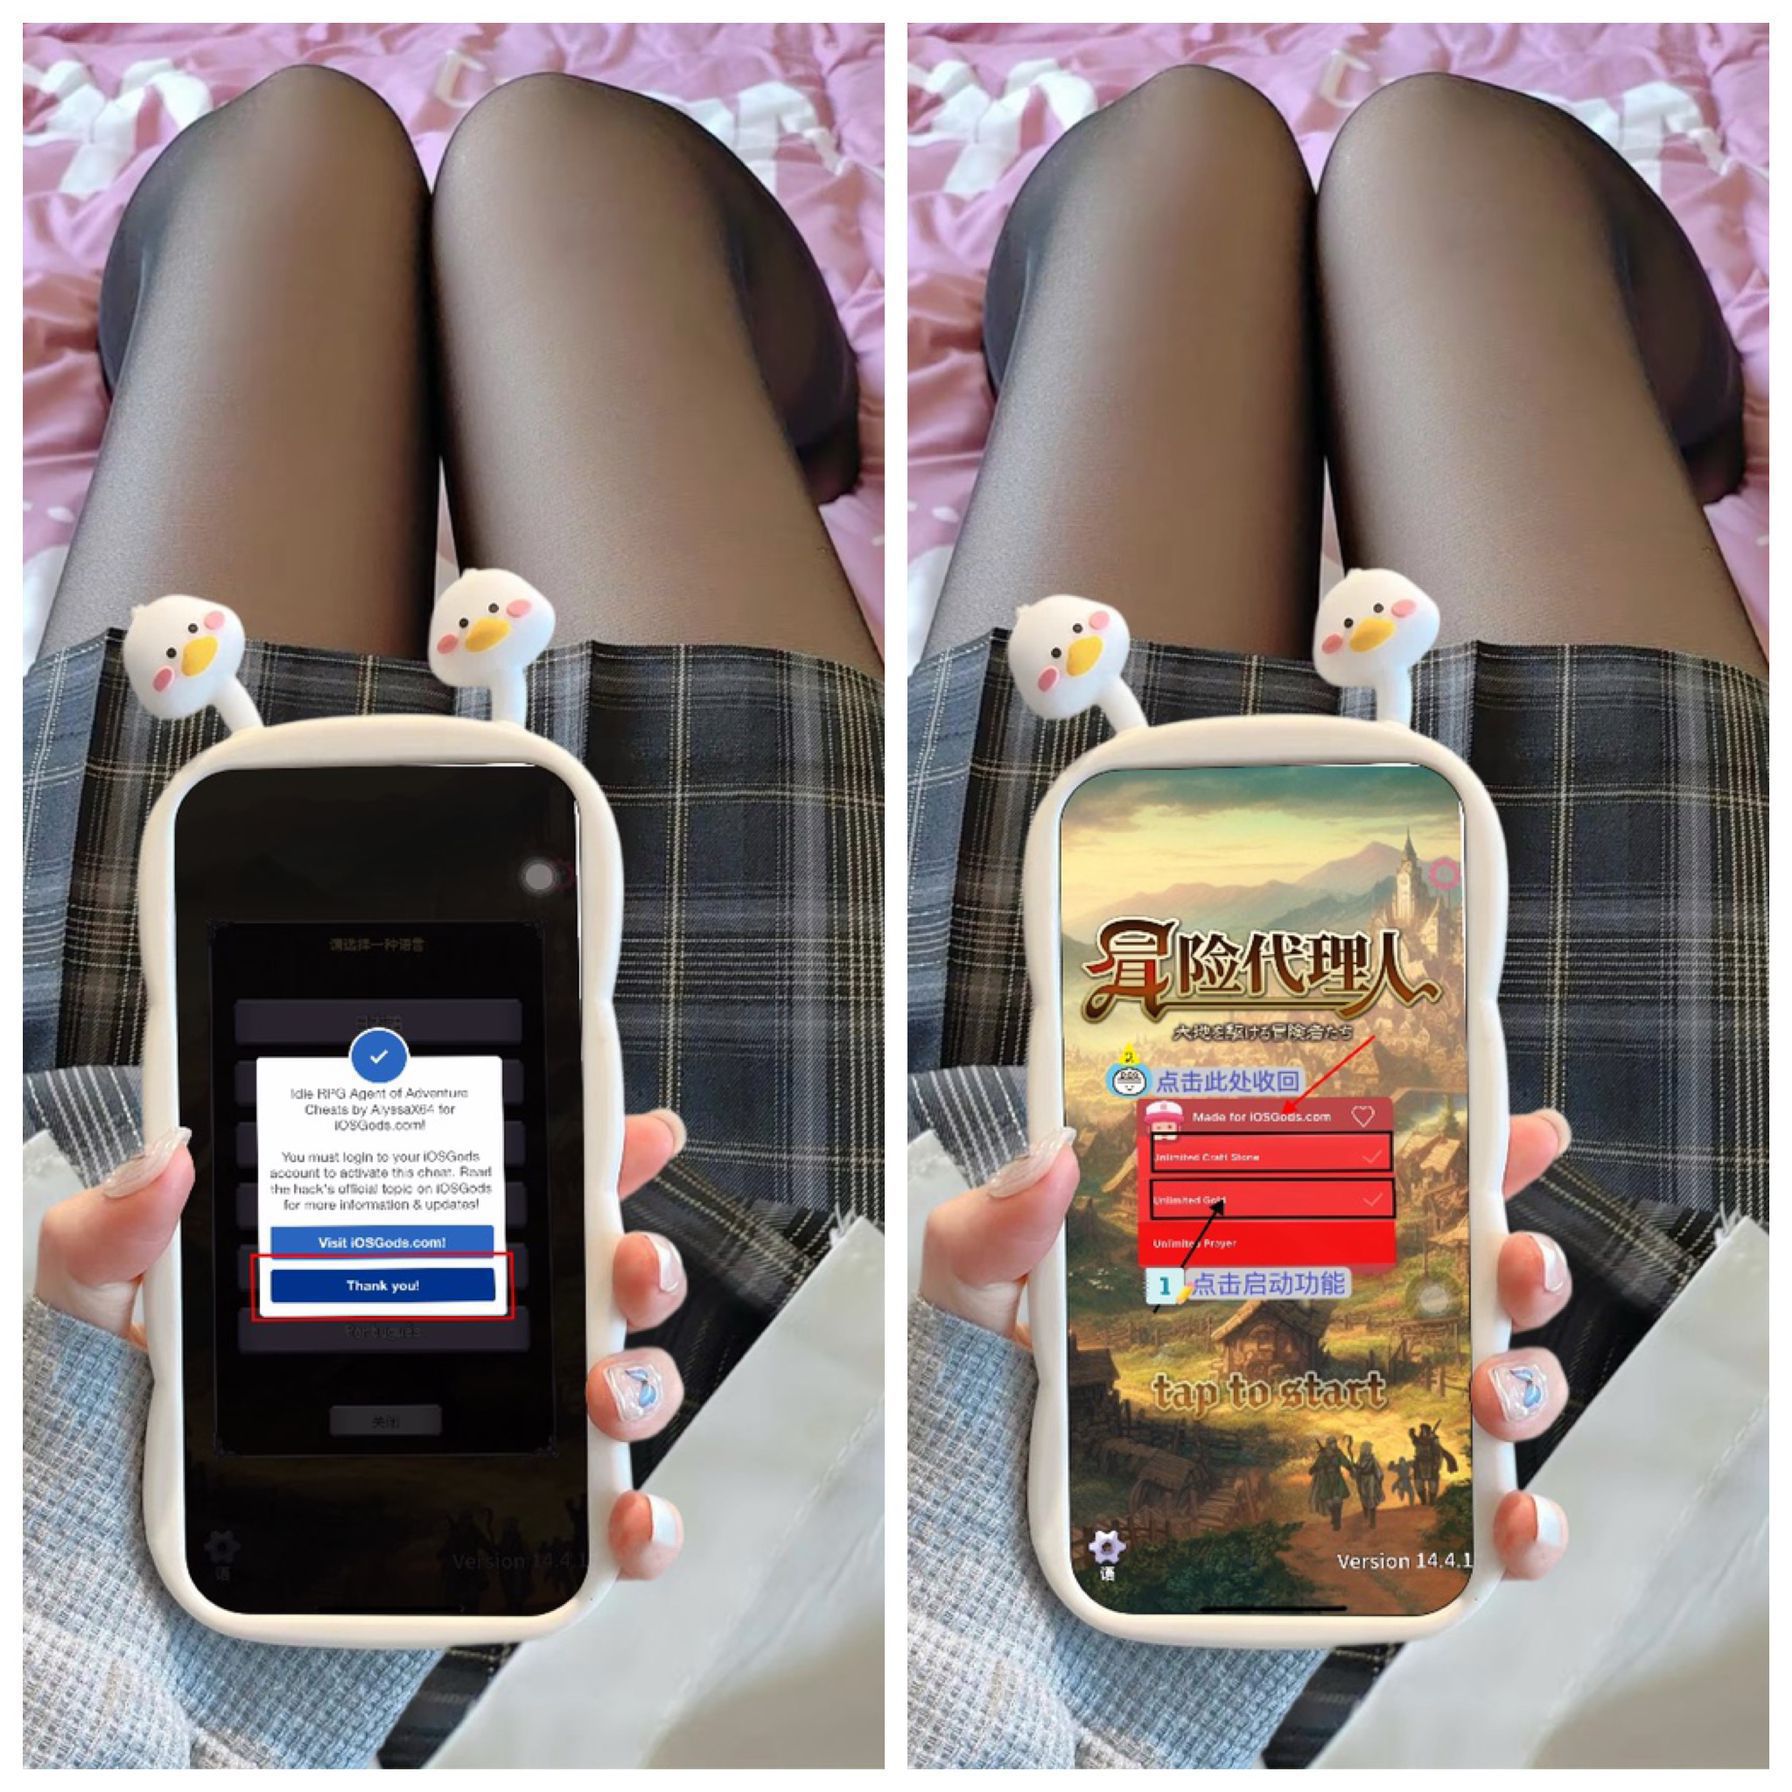 请选择一种语言
Idle RPG Agent of Adventure
Cheats by AlyssaX64 for
iOSGods.com!
You must login to your iOSGods
account to activate this cheat. Read
the hack's official topic on iOSGods
for more information & updates!
Visit iOSGods.com!
Thank you!
Português
关闭
语
Version 14.4.1
冒险代理人
大地を駆ける冒険者たち
2
点击此处收回
Made for iOSGods.com
Unlimited Craft Stone
Unlimited Gold
Unlimited Prayer
1 点击启动功能
tap to start
语
Version 14.4.1